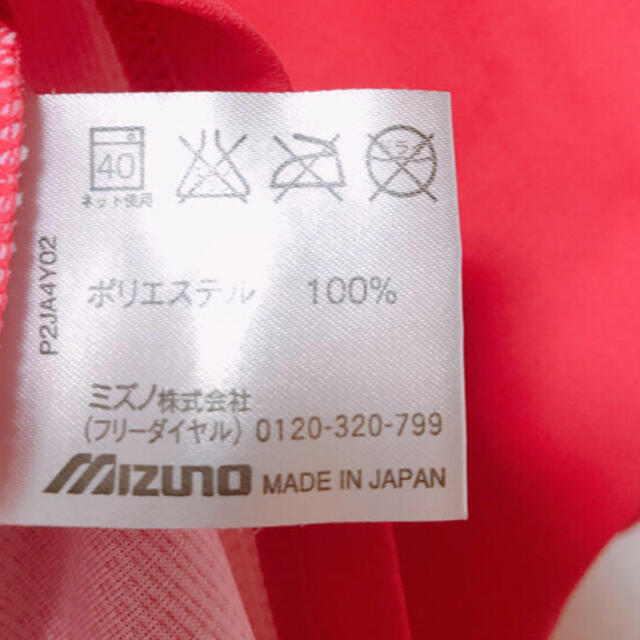 40
ネット使用
ポリエステル 100%
P2JA4Y02
ミズノ株式会社
(フリーダイヤル) 0120-320-799
MIZUNO MADE IN JAPAN